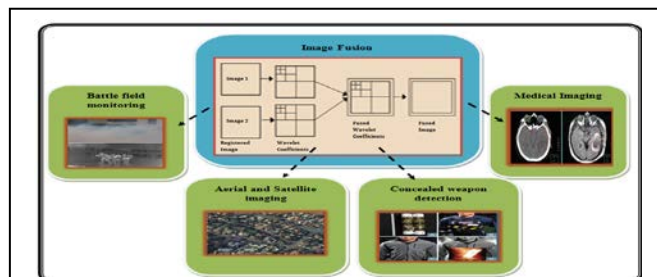 Image Fusion
Image 1
Image 2
Registered
Image
Wavelet
Coefficients
Fused
Wavelet
Coefficients
Fused
Image
Battle field
monitoring
Medical Imaging
Aerial and Satellite
imaging
Concealed weapon
detection